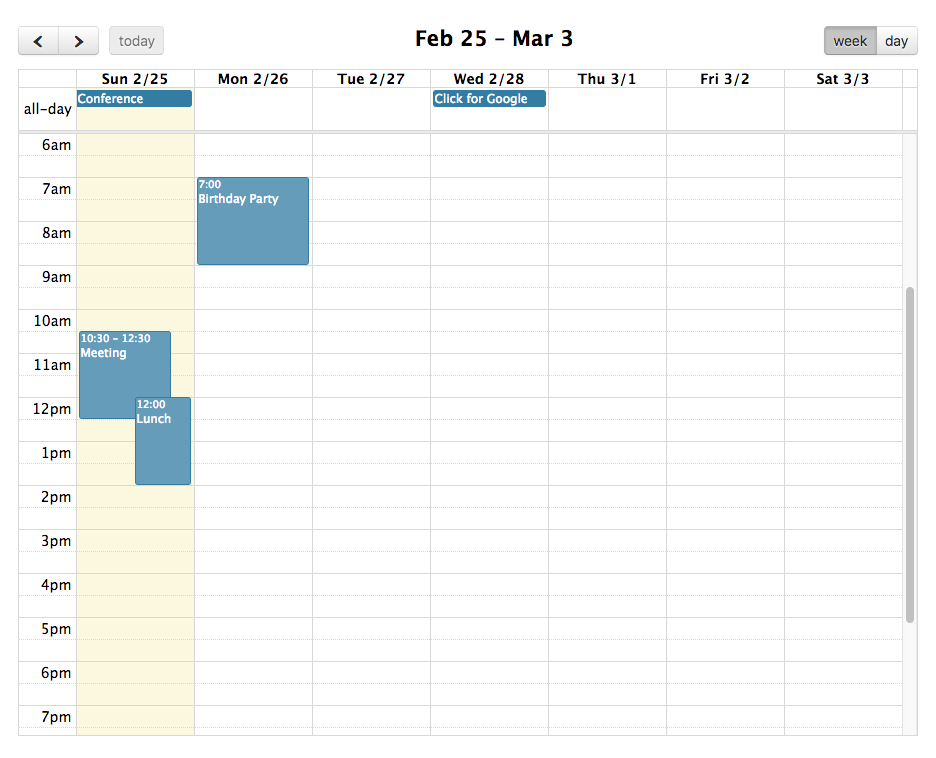 today
Feb 25 – Mar 3
week day
Sun 2/25 Mon 2/26 Tue 2/27 Wed 2/28 Thu 3/1 Fri 3/2 Sat 3/3
all-day Conference Click for Google
6am
7am
7:00
Birthday Party
8am
9am
10am
10:30 - 12:30
Meeting
11am
12pm
12:00
Lunch
1pm
2pm
3pm
4pm
5pm
6pm
7pm